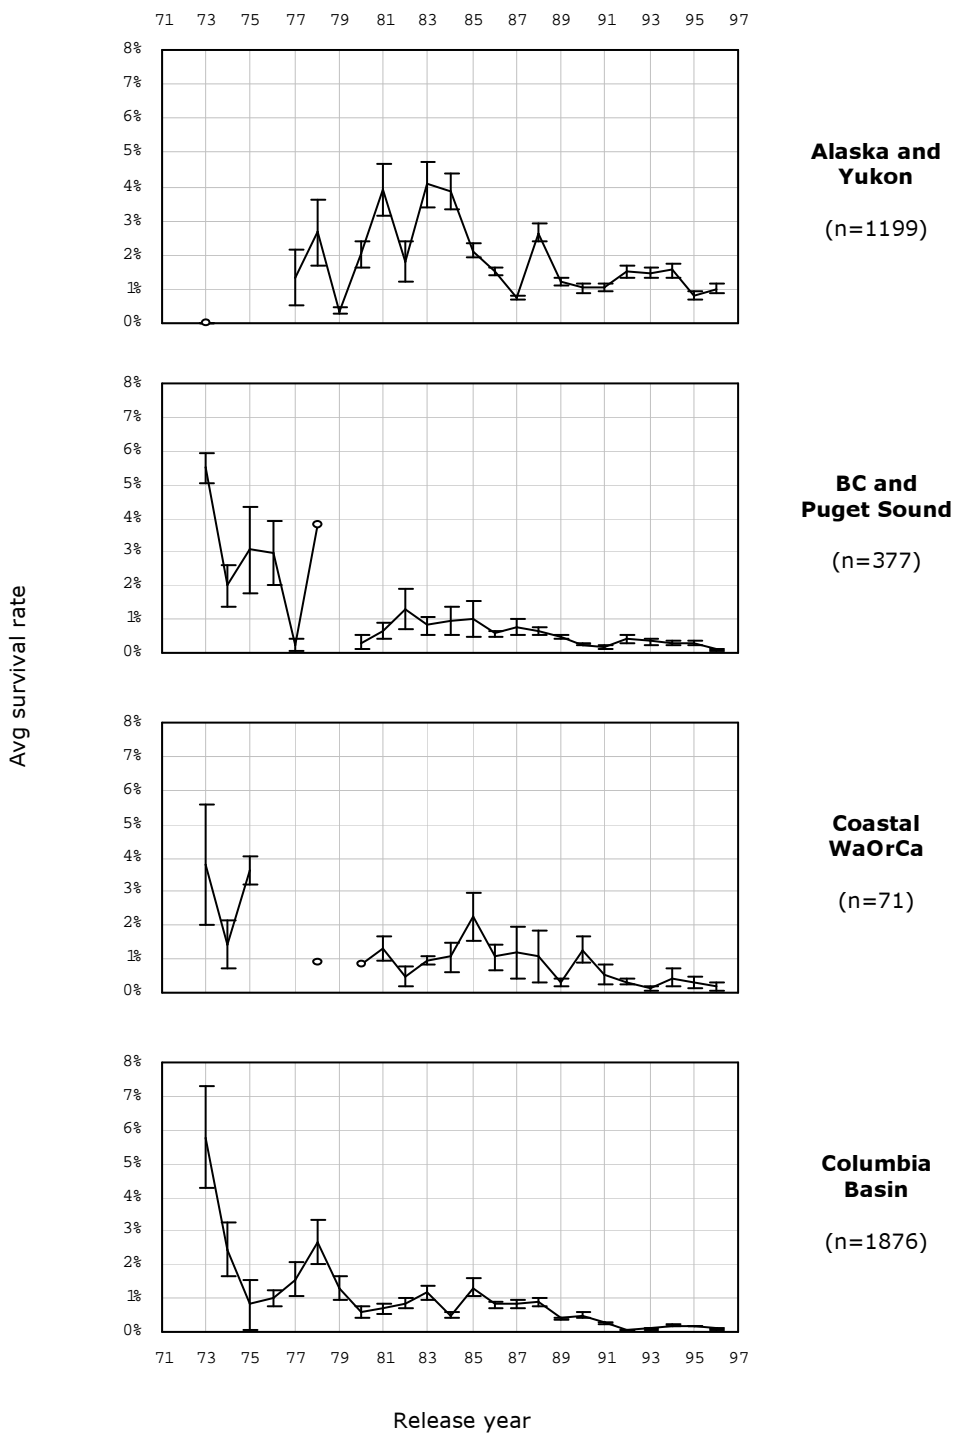 71 73 75 77 79 81 83 85 87 89 91 93 95 97
8%
7%
6%
5%
4%
3%
2%
1%
0%
Alaska and
Yukon
(n=1199)
8%
7%
6%
5%
4%
3%
2%
1%
0%
BC and
Puget Sound
(n=377)
Avg survival rate
8%
7%
6%
5%
4%
3%
2%
1%
0%
Coastal
WaOrCa
(n=71)
8%
7%
6%
5%
4%
3%
2%
1%
0%
Columbia
Basin
(n=1876)
71 73 75 77 79 81 83 85 87 89 91 93 95 97
Release year